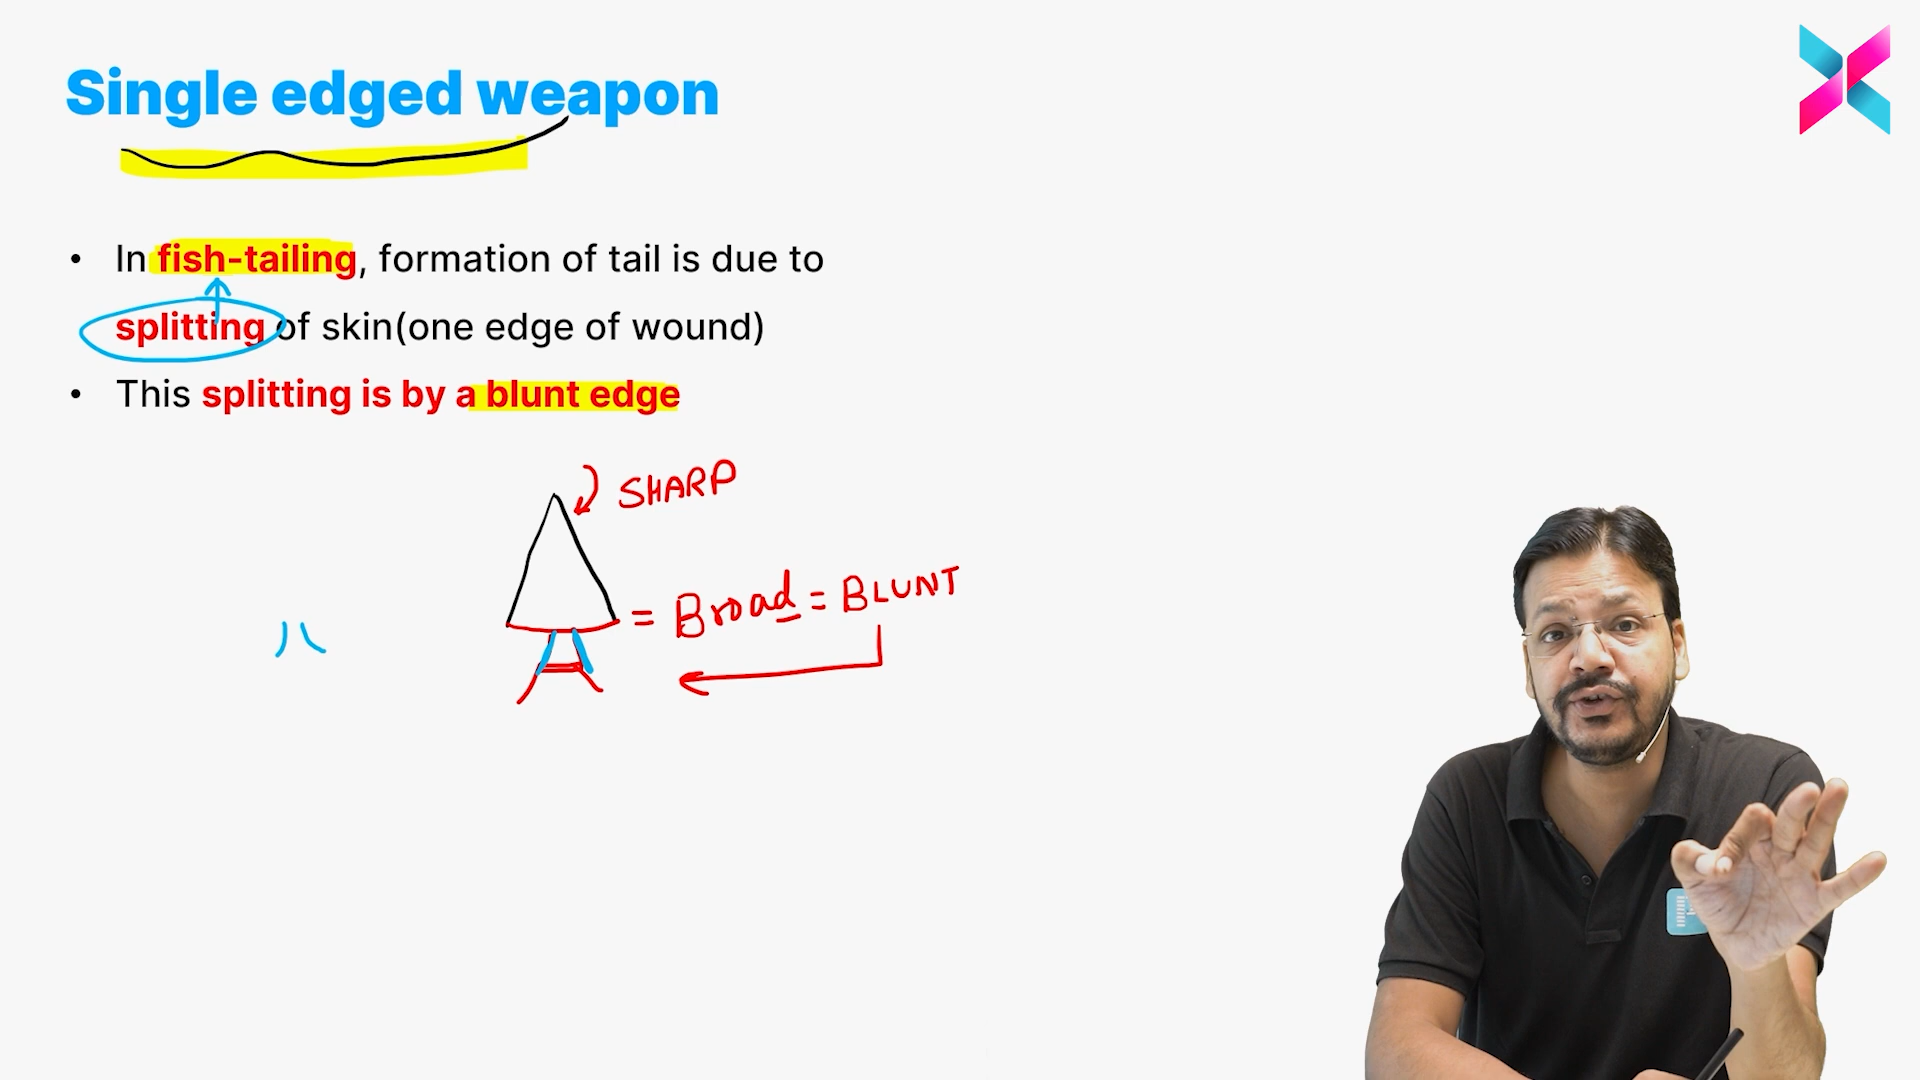 Single edged weapon
• In fish-tailing, formation of tail is due to
splitting of skin(one edge of wound)
• This splitting is by a blunt edge
SHARP
= Broad = BLUNT